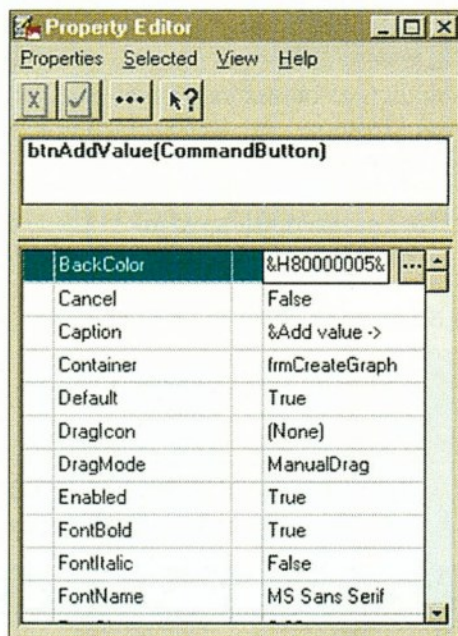 Property Editor
Properties Selected View Help
btnAddValue(CommandButton)
BackColor &H80000005& ...
Cancel False
Caption &Add value ->
Container frmCreateGraph
Default True
DragIcon (None)
DragMode ManualDrag
Enabled True
FontBold True
FontItalic False
FontName MS Sans Serif